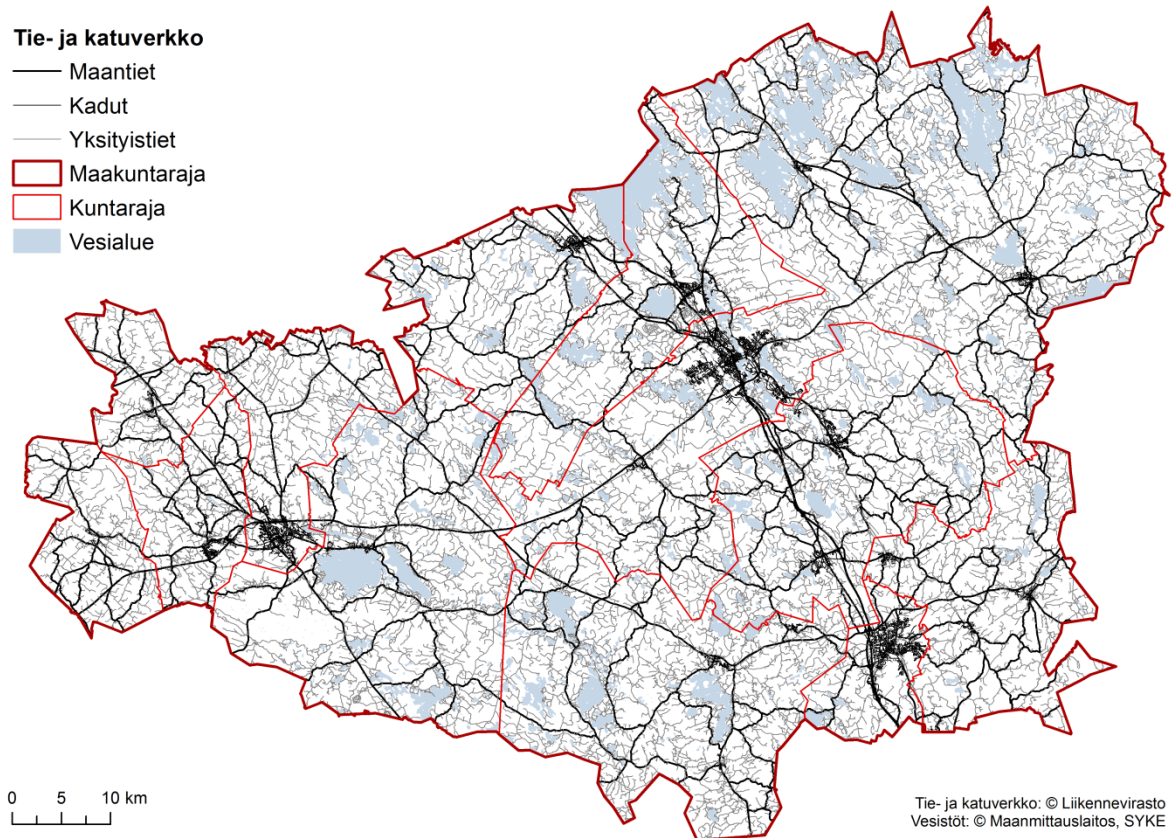 Tie- ja katuverkko
Maantiet
Kadut
Yksityistiet
Maakuntaraja
Kuntaraja
Vesialue
0 5 10 km
Tie- ja katuverkko: © Liikennevirasto
Vesistöt: © Maanmittauslaitos, SYKE